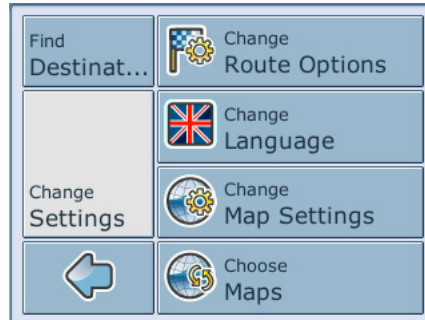 Find
Destinat...
Change
Settings
Change
Route Options
Change
Language
Change
Map Settings
Choose
Maps